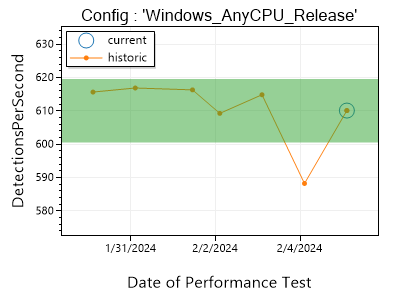 Config : 'Windows_AnyCPU_Release'
current
historic
DetectionsPerSecond
630
620
610
600
590
580
1/31/2024
2/2/2024
2/4/2024
Date of Performance Test